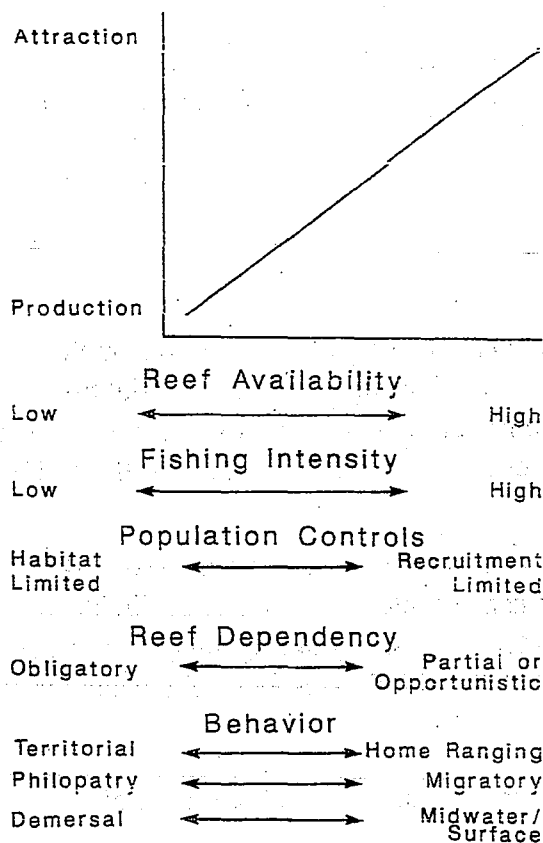 Attraction
Production
Reef Availability
Low High
Fishing Intensity
Low High
Population Controls
Habitat Limited Recruitment Limited
Reef Dependency
Obligatory Partial or Opportunistic
Behavior
Territorial Home Ranging
Philopatry Migratory
Demersal Midwater/ Surface